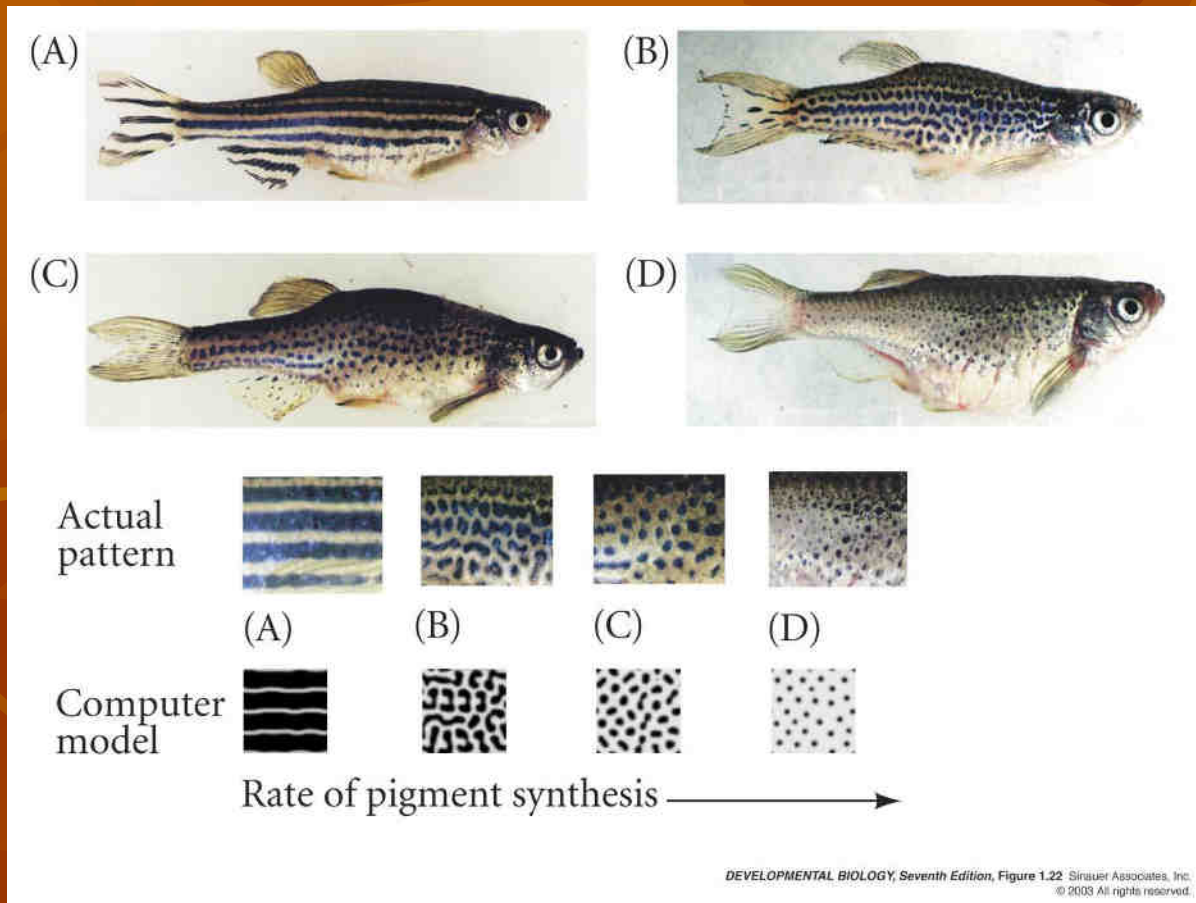 (A)
(B)
(C)
(D)
Actual
pattern
(A)
(B)
(C)
(D)
Computer
model
Rate of pigment synthesis
DEVELOPMENTAL BIOLOGY, Seventh Edition, Figure 1.22 Sinauer Associates, Inc.
© 2003 All rights reserved.